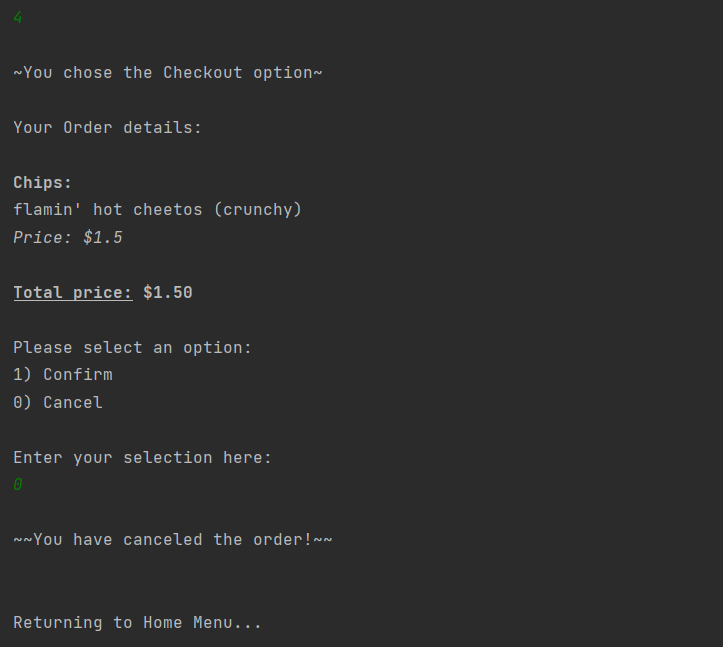 4
~You chose the Checkout option~
Your Order details:
Chips:
flamin' hot cheetos (crunchy)
Price: $1.5
Total price: $1.50
Please select an option:
1) Confirm
0) Cancel
Enter your selection here:
0
~~You have canceled the order!~~
Returning to Home Menu...